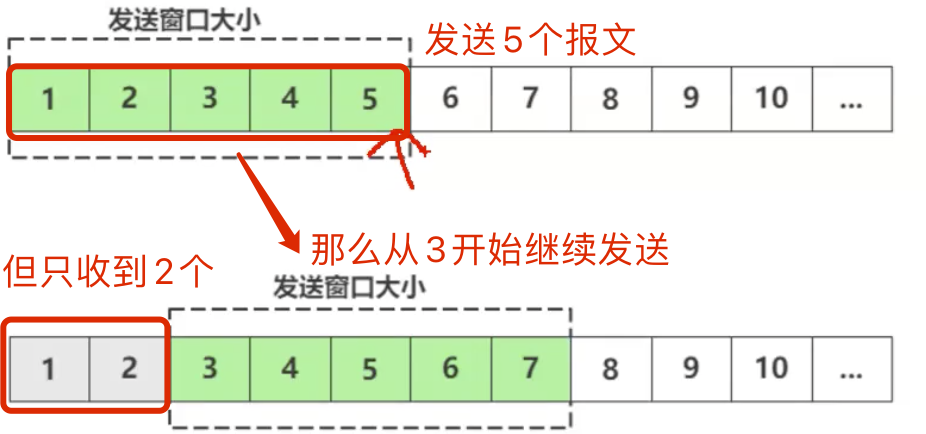 发送窗口大小
发送5个报文
1 2 3 4 5 6 7 8 9 10 ...
那么从3开始继续发送
但只收到2个
发送窗口大小
1 2 3 4 5 6 7 8 9 10 ...